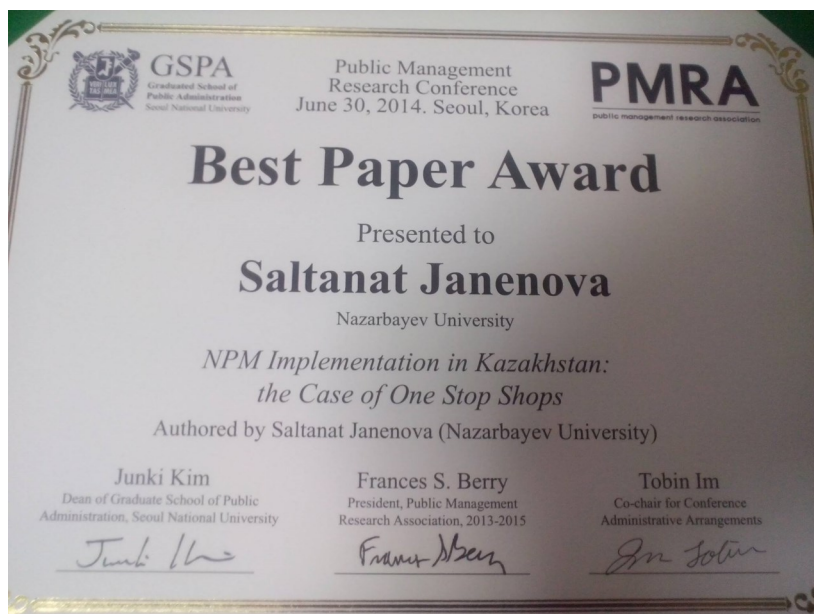 GSPA
Graduated School of
Public Administration
Seoul National University
Public Management
Research Conference
June 30, 2014. Seoul, Korea
PMRA
public management research association
Best Paper Award
Presented to
Saltanat Janenova
Nazarbayev University
NPM Implementation in Kazakhstan:
the Case of One Stop Shops
Authored by Saltanat Janenova (Nazarbayev University)
Junki Kim
Dean of Graduate School of Public
Administration, Seoul National University
Frances S. Berry
President, Public Management
Research Association, 2013-2015
Tobin Im
Co-chair for Conference
Administrative Arrangements